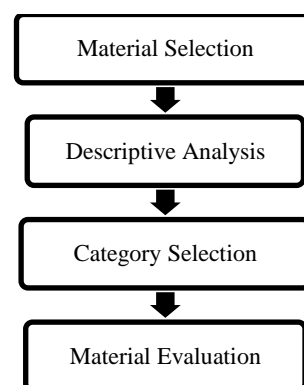 Material Selection
Descriptive Analysis
Category Selection
Material Evaluation